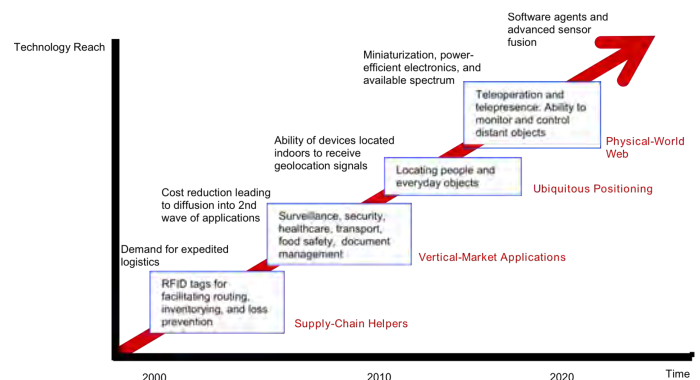 Software agents and
advanced sensor
fusion
Technology Reach
Miniaturization, power-
efficient electronics, and
available spectrum
Teleoperation and
telepresence: Ability to
monitor and control
distant objects
Physical-World
Web
Ability of devices located
indoors to receive
geolocation signals
Locating people and
everyday objects
Ubiquitous Positioning
Cost reduction leading
to diffusion into 2nd
wave of applications
Surveillance, security,
healthcare, transport,
food safety, document
management
Vertical-Market Applications
Demand for expedited
logistics
RFID tags for
facilitating routing,
inventorying, and loss
prevention
Supply-Chain Helpers
2000
2010
2020
Time